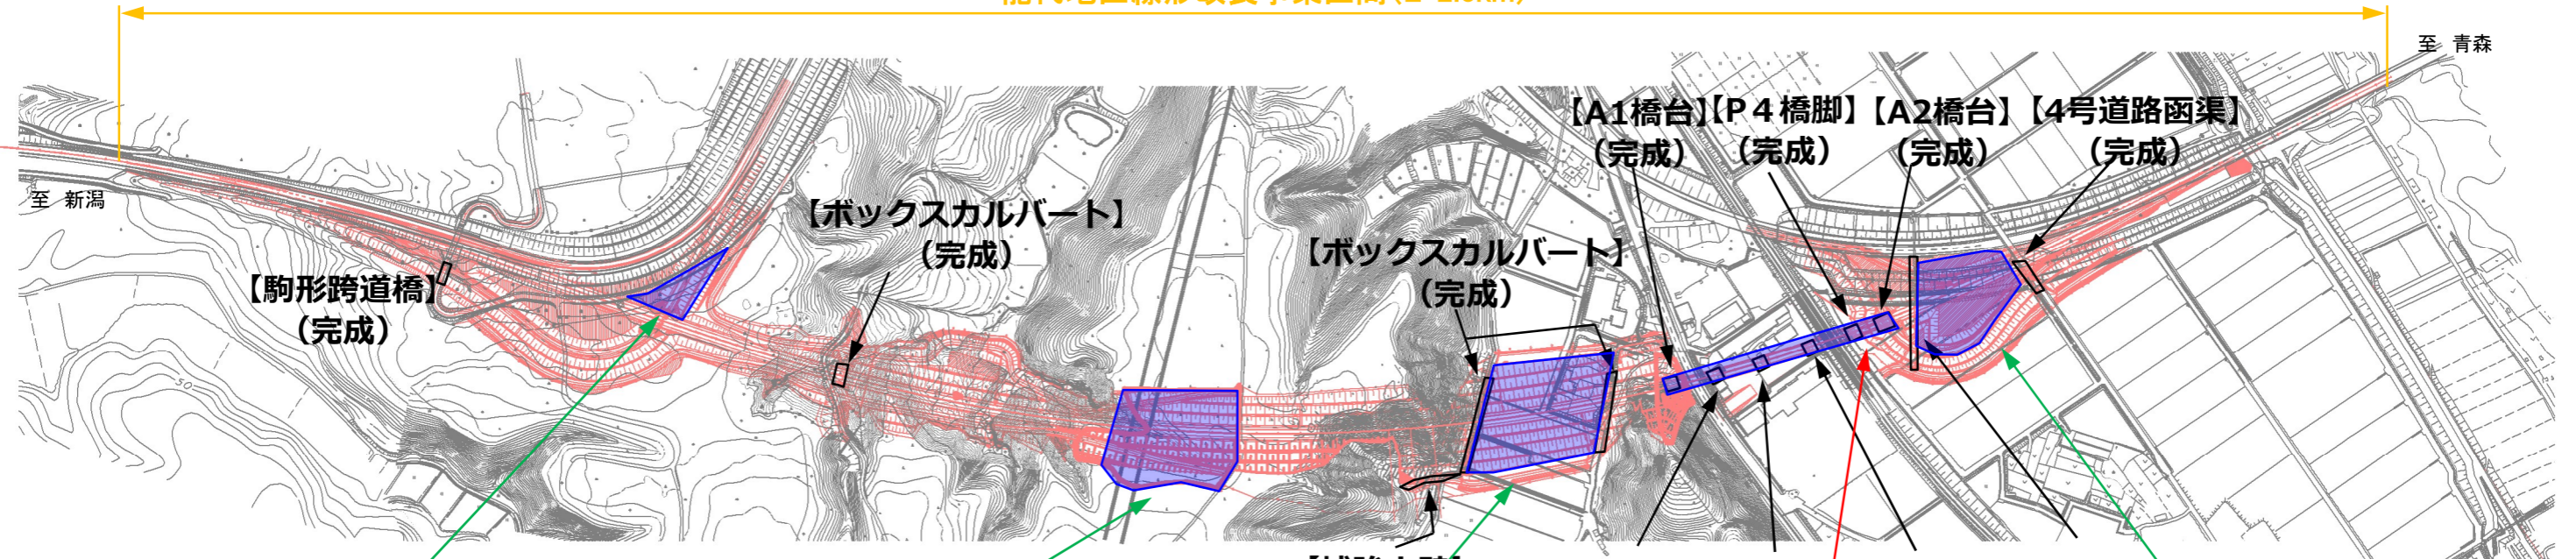 至 青森
【A1橋台】【P4橋脚】【A2橋台】【4号道路函渠】
（完成）（完成）（完成）（完成）
至 新潟
【ボックスカルバート】
（完成）
【ボックスカルバート】
（完成）
【駒形跨道橋】
（完成）
50